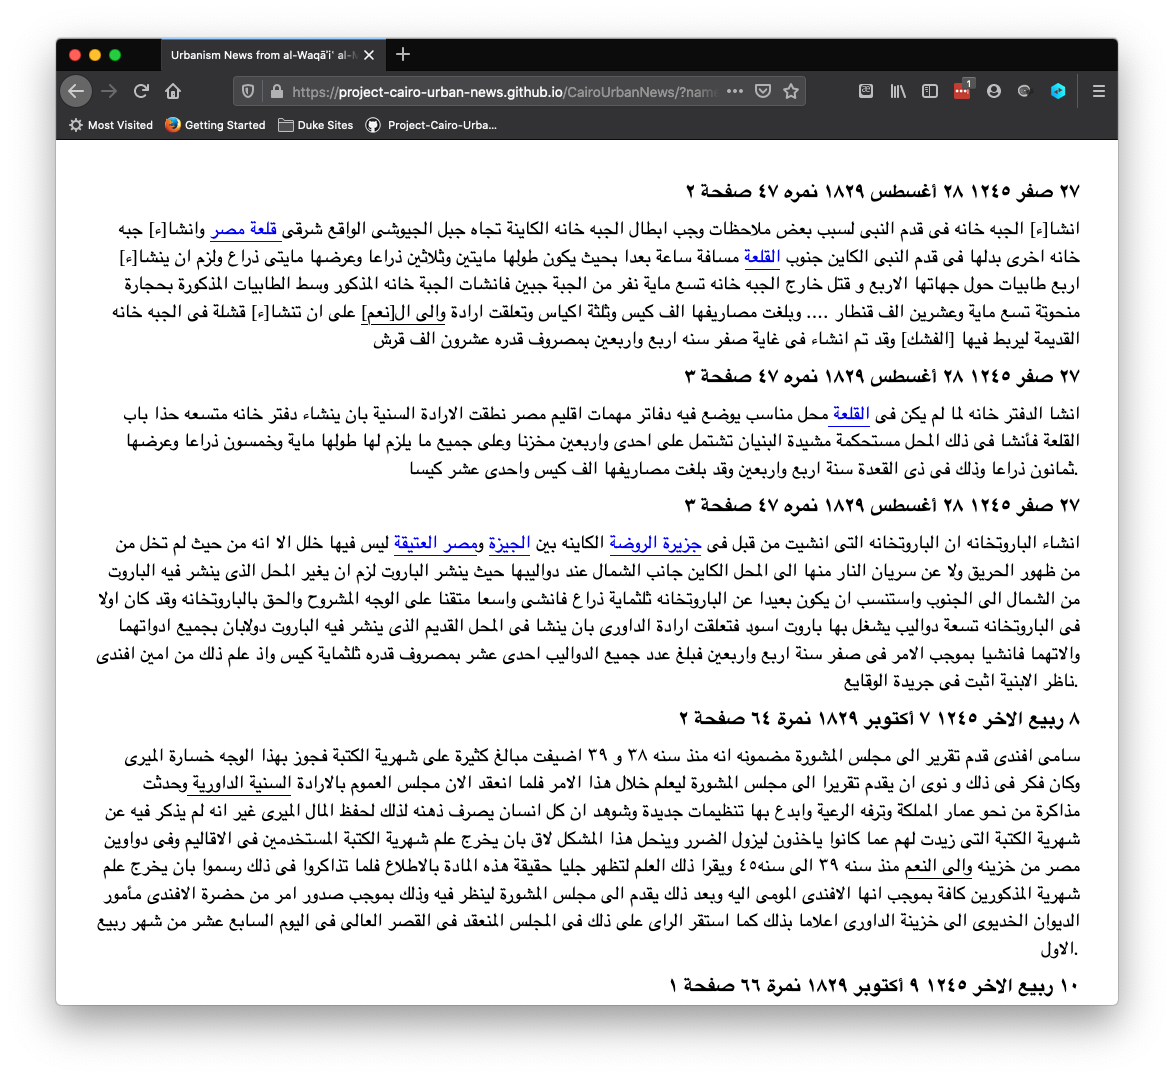 Urbanism News from al-Waqāʾiʿ al-M
https://project-cairo-urban-news.github.io/CairoUrbanNews/?name
1
Most Visited Getting Started Duke Sites Project-Cairo-Urba...
٢٧ صفر ١٢٤٥ ٢٨ أغسطس ١٨٢٩ نمره ٤٧ صفحة ٢
انشا[ء] الجبه خانه فى قدم النبى لسبب بعض ملاحظات وجب ابطال الجبه خانه الكاينة تجاه جبل الجيوشى الواقع شرقى قلعة مصر وانشا[ء] جبه
خانه اخرى بدلها فى قدم النبى الكاين جنوب القلعة مسافة ساعة بعدا بحيث يكون طولها مايتين وثلاثين ذراعا وعرضها مايتى ذراع ولزم ان ينشا[ء]
اربع طابيات حول جهاتها الاربع و قتل خارج الجبه خانه تسع ماية نفر من الجبة جبين فانشات الجبة خانه المذكور وسط الطابيات المذكورة بحجارة
منحوتة تسع ماية وعشرين الف قنطار .... وبلغت مصاريفها الف كيس وثلثة اكياس وتعلقت ارادة والى ال[نعم] على ان تنشا[ء] قشلة فى الجبه خانه
القديمة ليربط فيها [الفشك] وقد تم انشاء فى غاية صفر سنه اربع واربعين بمصروف قدره عشرون الف قرش
٢٧ صفر ١٢٤٥ ٢٨ أغسطس ١٨٢٩ نمره ٤٧ صفحة ٣
انشا الدفتر خانه لما لم يكن فى القلعة محل مناسب يوضع فيه دفاتر مهمات اقليم مصر نطقت الارادة السنية بان ينشاء دفتر خانه متسعه حذا باب
القلعة فأنشا فى ذلك المحل مستحكمة مشيدة البنيان تشتمل على احدى واربعين مخزنا وعلى جميع ما يلزم لها طولها ماية وخمسون ذراعا وعرضها
ثمانون ذراعا وذلك فى ذى القعدة سنة اربع واربعين وقد بلغت مصاريفها الف كيس واحدى عشر كيسا.
٢٧ صفر ١٢٤٥ ٢٨ أغسطس ١٨٢٩ نمره ٤٧ صفحة ٣
انشاء الباروتخانه ان الباروتخانه التى انشيت من قبل فى جزيرة الروضة الكاينه بين الجيزة ومصر العتيقة ليس فيها خلل الا انه من حيث لم تخل من
من ظهور الحريق ولا عن سريان النار منها الى المحل الكاين جانب الشمال عند دواليبها حيث ينشر الباروت لزم ان يغير المحل الذى ينشر فيه الباروت
من الشمال الى الجنوب واستنسب ان يكون بعيدا عن الباروتخانه ثلثماية ذراع فانشى واسعا متقنا على الوجه المشروح والحق بالباروتخانه وقد كان اولا
فى الباروتخانه تسعة دواليب يشغل بها باروت اسود فتعلقت ارادة الداورى بان ينشا فى المحل القديم الذى ينشر فيه الباروت دولابان بجميع ادواتهما
والاتهما فانشيا بموجب الامر فى صفر سنة اربع واربعين فبلغ عدد جميع الدواليب احدى عشر بمصروف قدره ثلثماية كيس واذ علم ذلك من امين افندى
ناظر الابنية اثبت فى جريدة الوقايع.
٨ ربيع الاخر ١٢٤٥ ٧ أكتوبر ١٨٢٩ نمرة ٦٤ صفحة ٢
سامى افندى قدم تقرير الى مجلس المشورة مضمونه انه منذ سنه ٣٨ و ٣٩ اضيفت مبالغ كثيرة على شهرية الكتبة فجوز بهذا الوجه خسارة الميرى
وكان فكر فى ذلك و نوى ان يقدم تقريرا الى مجلس المشورة ليعلم خلال هذا الامر فلما انعقد الان مجلس العموم بالارادة السنية الداورية وحدثت
مذاكرة من نحو عمار المملكة وترفه الرعية وابدع بها تنظيمات جديدة وشوهد ان كل انسان يصرف ذهنه لذلك لحفظ المال الميرى غير انه لم يذكر فيه عن
شهرية الكتبة التى زيدت لهم عما كانوا ياخذون ليزول الضرر وينحل هذا المشكل لاق بان يخرج علم شهرية الكتبة المستخدمين فى الاقاليم وفى دواوين
مصر من خزينه والى النعم منذ سنه ٣٩ الى سنه٤٥ ويقرا ذلك العلم لتظهر جليا حقيقة هذه المادة بالاطلاع فلما تذاكروا فى ذلك رسموا بان يخرج علم
شهرية المذكورين كافة بموجب انها الافندى المومى اليه وبعد ذلك يقدم الى مجلس المشورة لينظر فيه وذلك بموجب صدور امر من حضرة الافندى مأمور
الديوان الخديوى الى خزينة الداورى اعلاما بذلك كما استقر الراى على ذلك فى المجلس المنعقد فى القصر العالى فى اليوم السابع عشر من شهر ربيع
الاول.
١٠ ربيع الاخر ١٢٤٥ ٩ أكتوبر ١٨٢٩ نمرة ٦٦ صفحة ١